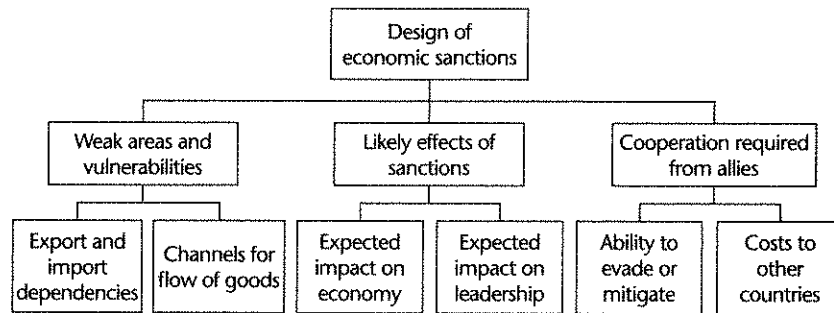 Design of
economic sanctions
Weak areas and
vulnerabilities
Likely effects of
sanctions
Cooperation required
from allies
Export and
import
dependencies
Channels for
flow of goods
Expected
impact on
economy
Expected
impact on
leadership
Ability to
evade or
mitigate
Costs to
other
countries